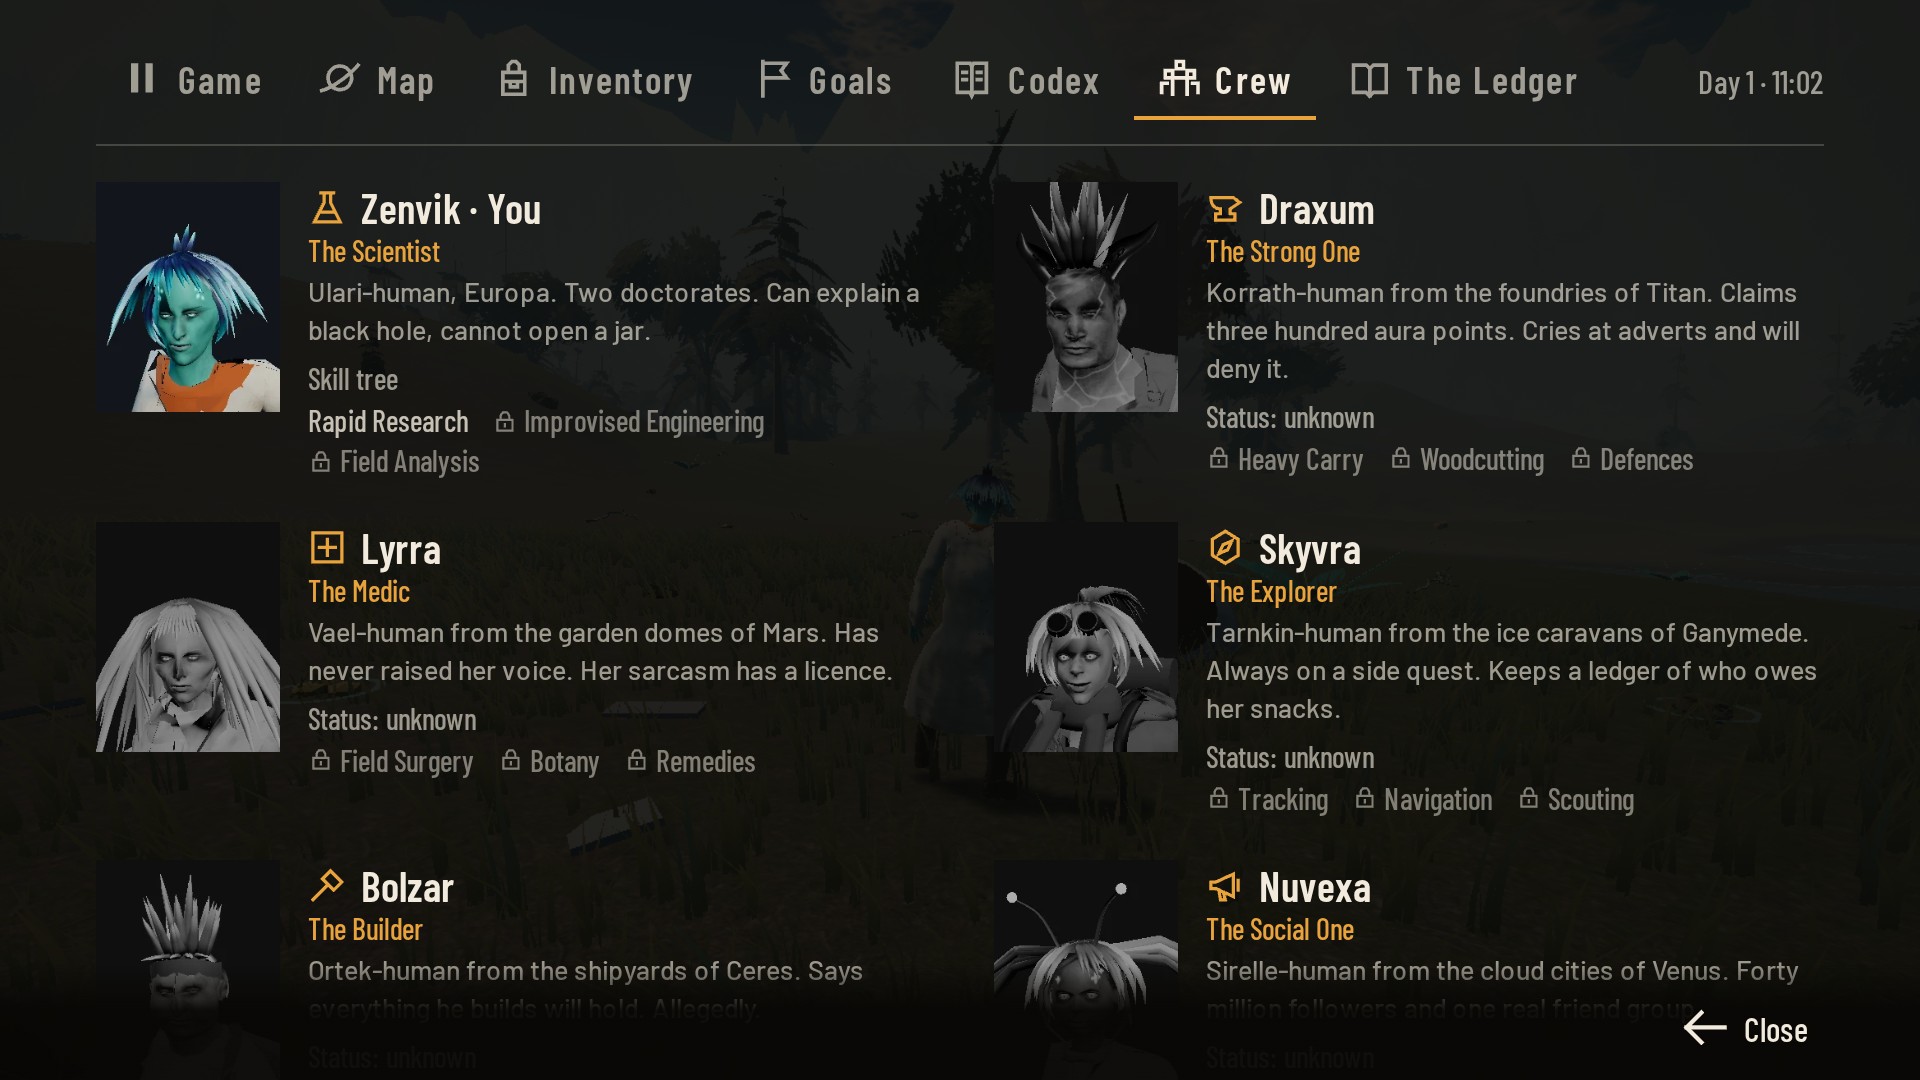 Game
Map
Inventory
Goals
Codex
Crew
The Ledger
Day 1 · 11:02
Zenvik · You
The Scientist
Ulari-human, Europa. Two doctorates. Can explain a
black hole, cannot open a jar.
Skill tree
Rapid Research
Improvised Engineering
Field Analysis
Draxum
The Strong One
Korrath-human from the foundries of Titan. Claims
three hundred aura points. Cries at adverts and will
deny it.
Status: unknown
Heavy Carry
Woodcutting
Defences
Lyrra
The Medic
Vael-human from the garden domes of Mars. Has
never raised her voice. Her sarcasm has a licence.
Status: unknown
Field Surgery
Botany
Remedies
Skyvra
The Explorer
Tarnkin-human from the ice caravans of Ganymede.
Always on a side quest. Keeps a ledger of who owes
her snacks.
Status: unknown
Tracking
Navigation
Scouting
Bolzar
The Builder
Ortek-human from the shipyards of Ceres. Says
everything he builds will hold. Allegedly.
Status: unknown
Nuvexa
The Social One
Sirelle-human from the cloud cities of Venus. Forty
million followers and one real friend group.
Status: unknown
Close